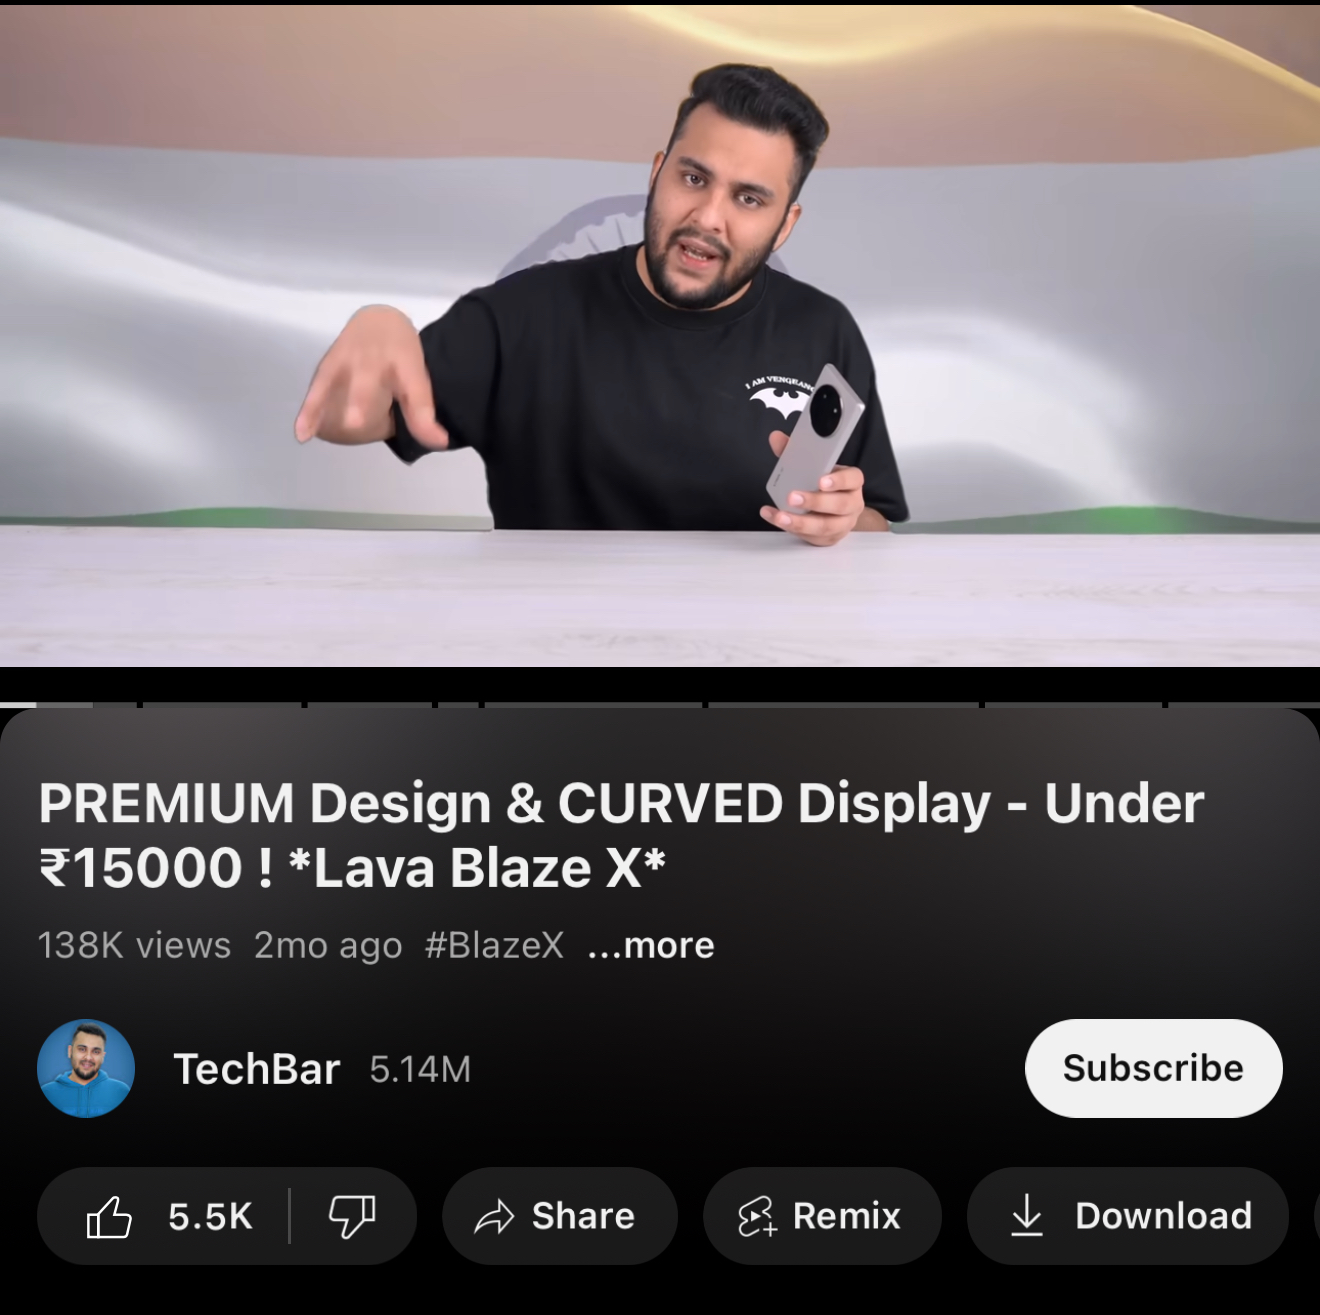 I AM VENGEANC
PREMIUM Design & CURVED Display - Under
₹15000 ! *Lava Blaze X*
138K views 2mo ago #BlazeX ...more
TechBar 5.14M Subscribe
5.5K Share Remix Download